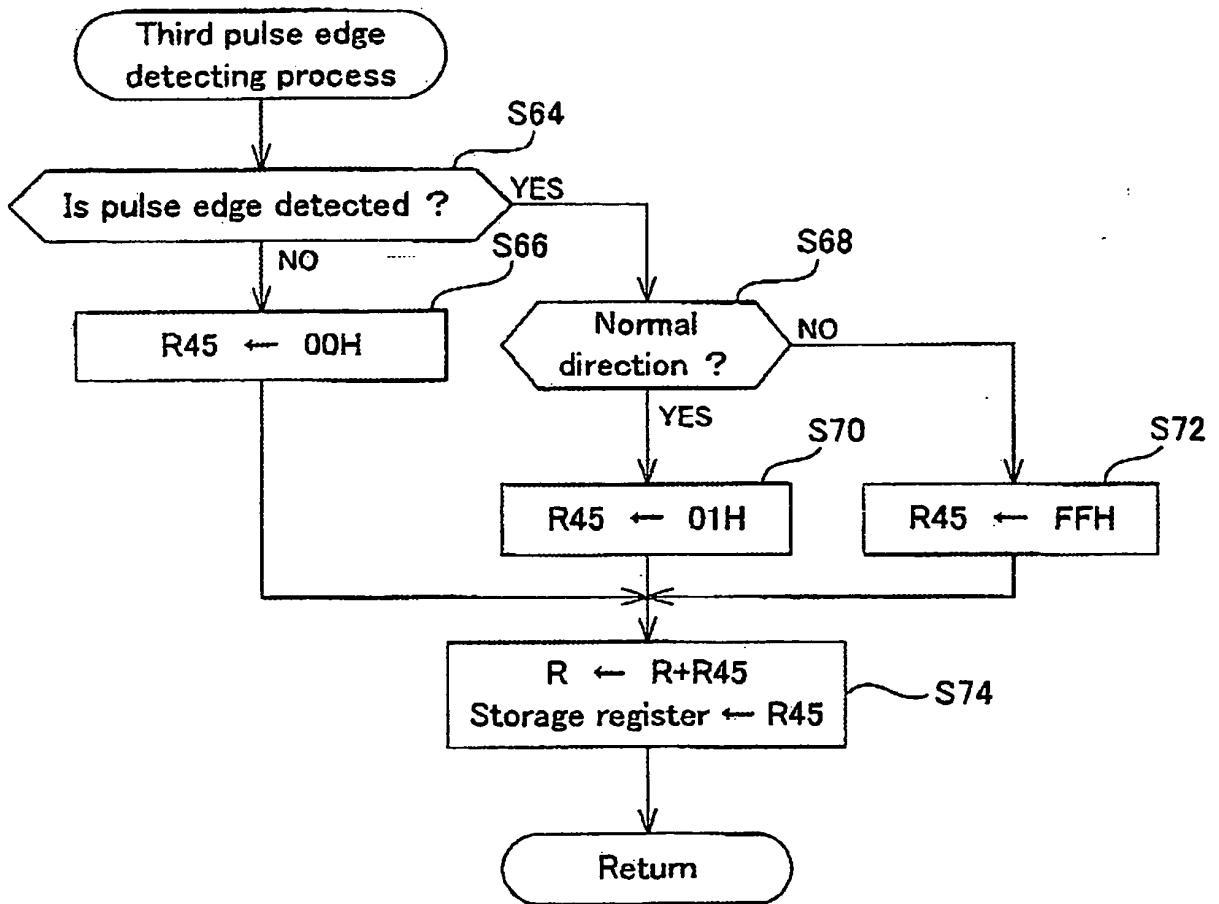 Third pulse edge
detecting process
S64
Is pulse edge detected ?
YES
NO
S66
S68
R45 ← 00H
Normal
direction ?
NO
YES
S70
S72
R45 ← 01H
R45 ← FFH
R ← R+R45
Storage register ← R45
S74
Return